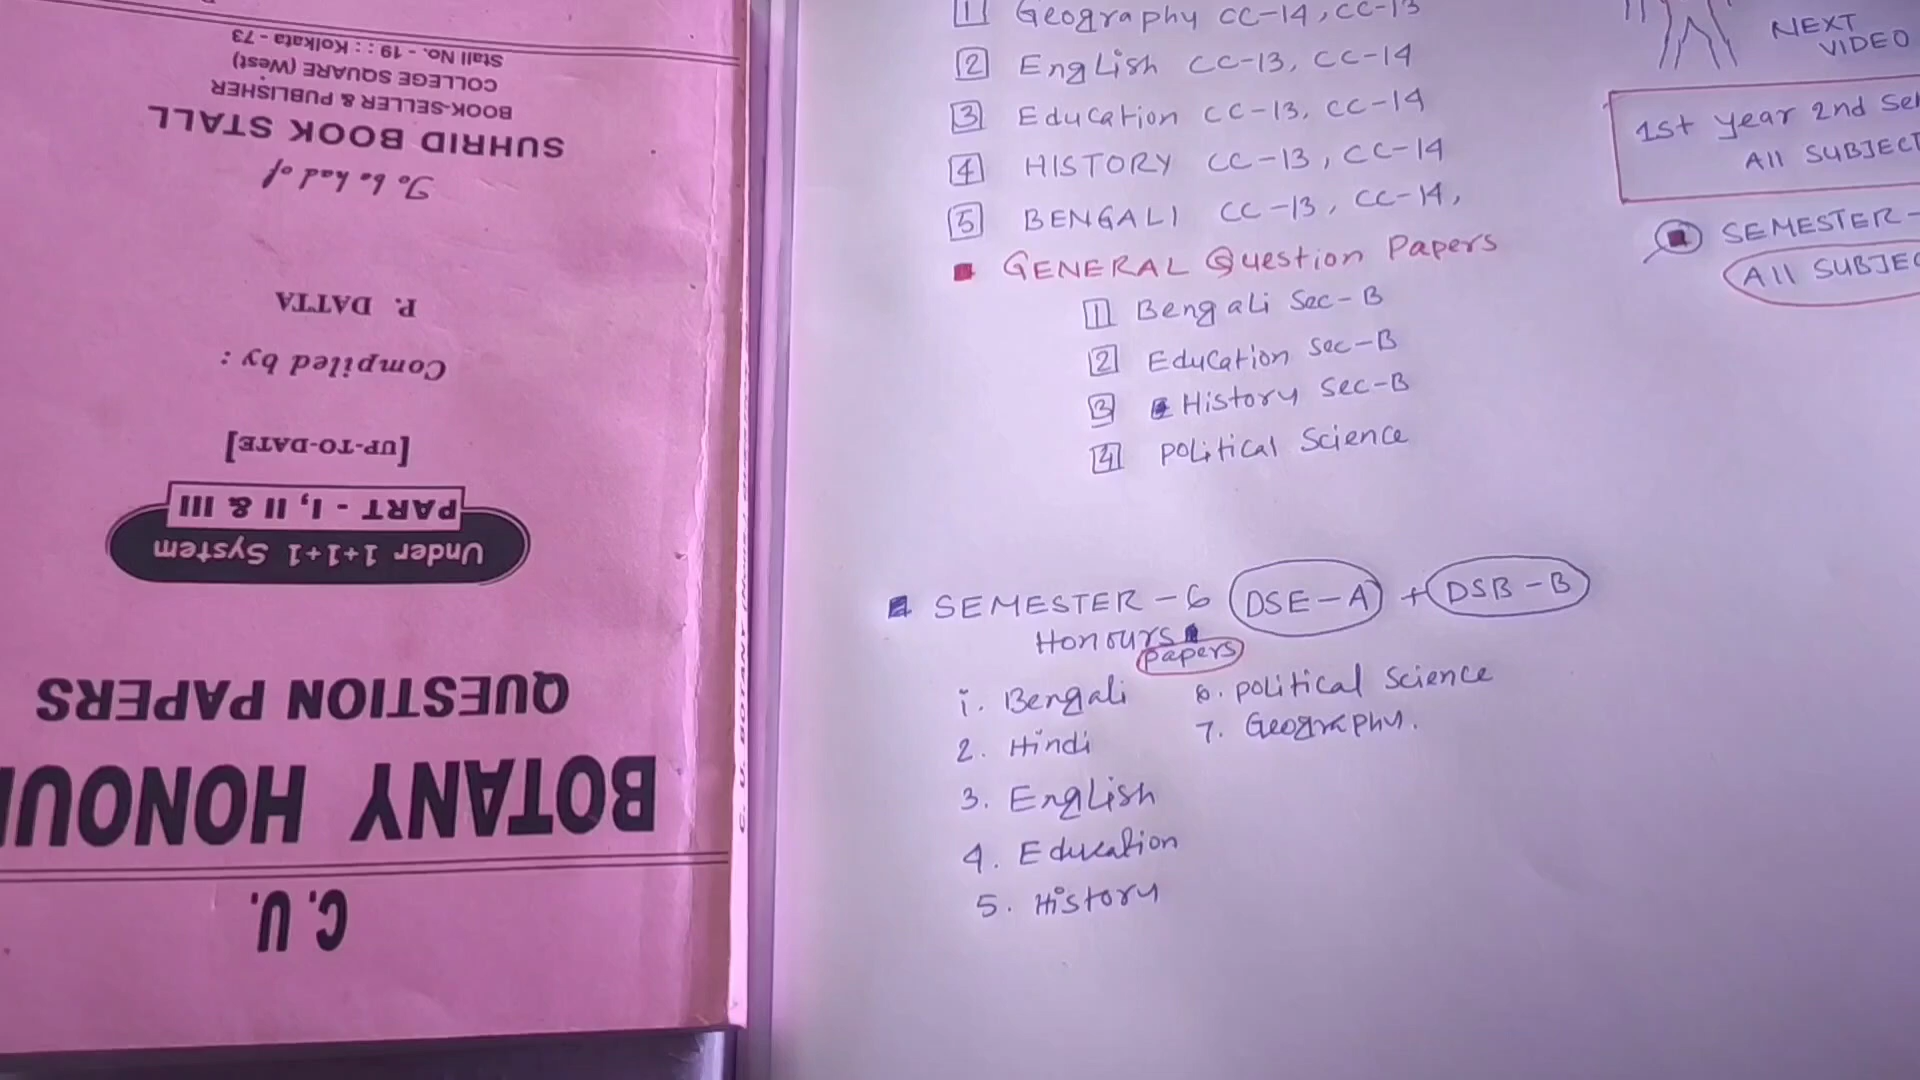 C.U.
BOTANY HONOU
QUESTION PAPERS
Under 1+1+1 System
PART - I, II & III
[UP-TO-DATE]
Compiled by :
P. DATTA
To be had of
SUHRID BOOK STALL
BOOK-SELLER & PUBLISHER
COLLEGE SQUARE (West)
Stall No. - 19 : : Kolkata - 73
1 Geography CC-14, CC-13
2 English CC-13, CC-14
3 Education CC-13, CC-14
4 HISTORY CC-13, CC-14
5 BENGALI CC-13, CC-14,
GENERAL Question Papers
1 Bengali Sec-B
2 Education Sec-B
3 History Sec-B
4 Political Science
SEMESTER-6 DSE-A + DSB-B
Honours
Papers
1. Bengali
2. Hindi
3. English
4. Education
5. History
6. Political Science
7. Geography.
NEXT
VIDEO
1st year 2nd Se
All SUBJECT
SEMESTER-
All SUBJEC